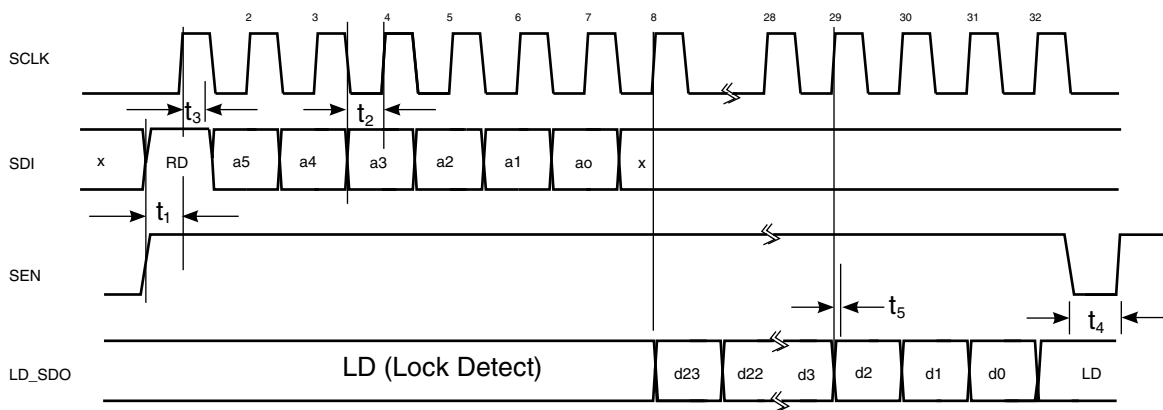 2 3 4 5 6 7 8 28 29 30 31 32
SCLK
t3 t2
SDI x RD a5 a4 a3 a2 a1 ao x
t1
SEN
t5 t4
LD_SDO LD (Lock Detect) d23 d22 d3 d2 d1 d0 LD